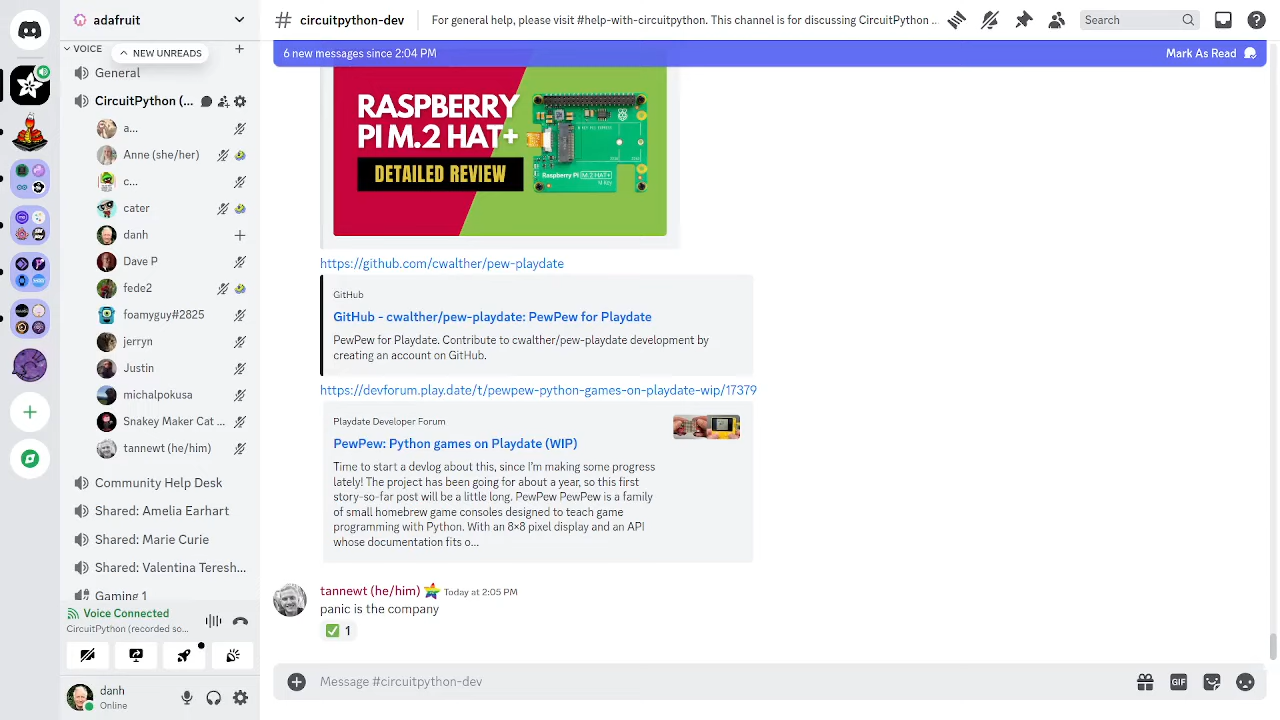 adafruit
VOICE
NEW UNREADS
General
CircuitPython (...
a...
Anne (she/her)
c...
cater
danh
Dave P
fede2
foamyguy#2825
jerryn
Justin
michalpokusa
Snakey Maker Cat ...
tannewt (he/him)
Community Help Desk
Shared: Amelia Earhart
Shared: Marie Curie
Shared: Valentina Teresh...
Gaming 1
Voice Connected
CircuitPython (recorded so...
danh
Online
circuitpython-dev
For general help, please visit #help-with-circuitpython. This channel is for discussing CircuitPython ...
Search
6 new messages since 2:04 PM
Mark As Read
RASPBERRY
PI M.2 HAT+
DETAILED REVIEW
Raspberry Pi M.2 HAT+
https://github.com/cwalther/pew-playdate
GitHub
GitHub - cwalther/pew-playdate: PewPew for Playdate
PewPew for Playdate. Contribute to cwalther/pew-playdate development by
creating an account on GitHub.
https://devforum.play.date/t/pewpew-python-games-on-playdate-wip/17379
Playdate Developer Forum
PewPew: Python games on Playdate (WIP)
Time to start a devlog about this, since I'm making some progress
lately! The project has been going for about a year, so this first
story-so-far post will be a little long. PewPew PewPew is a family
of small homebrew game consoles designed to teach game
programming with Python. With an 8×8 pixel display and an API
whose documentation fits o...
tannewt (he/him) Today at 2:05 PM
panic is the company
1
Message #circuitpython-dev
GIF